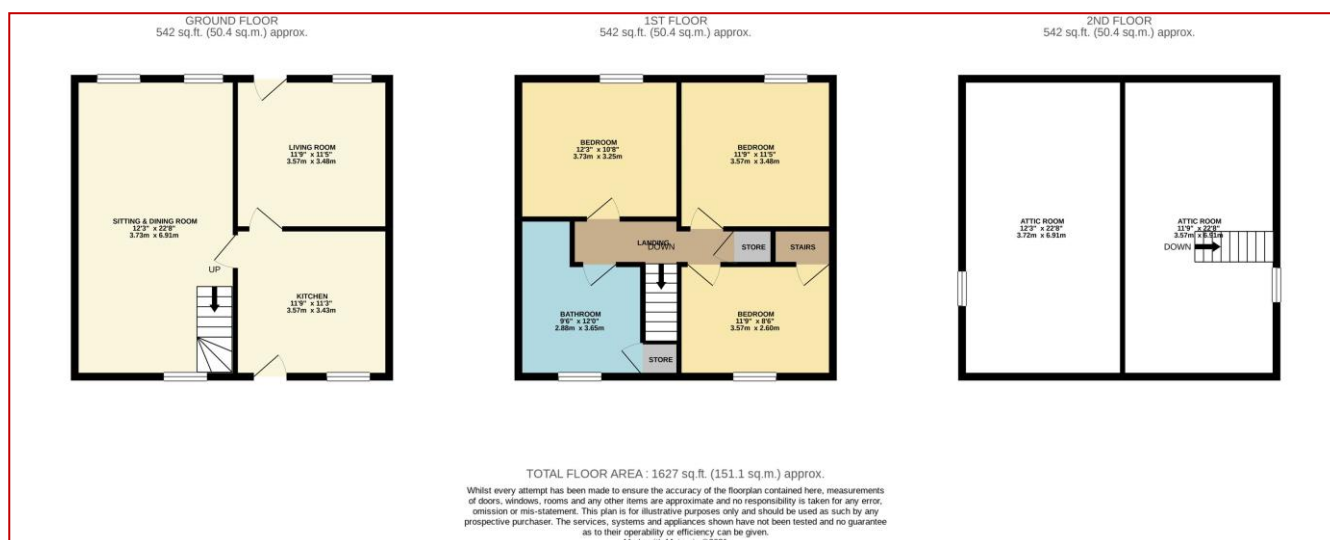 GROUND FLOOR
542 sq.ft. (50.4 sq.m.) approx.
LIVING ROOM
11'9" x 11'5"
3.57m x 3.48m
SITTING & DINING ROOM
12'3" x 22'8"
3.73m x 6.91m
UP
KITCHEN
11'9" x 11'3"
3.57m x 3.43m
1ST FLOOR
542 sq.ft. (50.4 sq.m.) approx.
BEDROOM
12'3" x 10'8"
3.73m x 3.25m
BEDROOM
11'9" x 11'5"
3.57m x 3.48m
LANDING
DOWN
STORE
STAIRS
BATHROOM
9'6" x 12'0"
2.88m x 3.65m
BEDROOM
11'9" x 8'6"
3.57m x 2.60m
STORE
2ND FLOOR
542 sq.ft. (50.4 sq.m.) approx.
ATTIC ROOM
12'3" x 22'8"
3.72m x 6.91m
ATTIC ROOM
11'9" x 22'8"
3.57m x 6.91m
DOWN
TOTAL FLOOR AREA : 1627 sq.ft. (151.1 sq.m.) approx.
Whilst every attempt has been made to ensure the accuracy of the floorplan contained here, measurements
of doors, windows, rooms and any other items are approximate and no responsibility is taken for any error,
omission or mis-statement. This plan is for illustrative purposes only and should be used as such by any
prospective purchaser. The services, systems and appliances shown have not been tested and no guarantee
as to their operability or efficiency can be given.